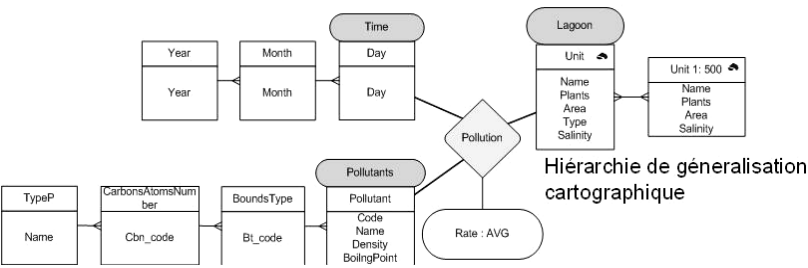 Time
Lagoon
Year
Month
Day
Unit
Unit 1: 500
Year
Month
Day
Name
Plants
Area
Type
Salinity
Name
Plants
Area
Salinity
Pollution
Hiérarchie de géneralisation
cartographique
Pollutants
TypeP
CarbonsAtomsNum
ber
BoundsType
Pollutant
Name
Cbn_code
Bt_code
Code
Name
Density
BoilngPoint
Rate : AVG